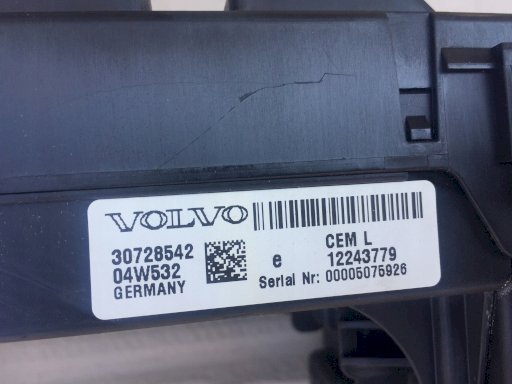 VOLVO
30728542
04W532
GERMANY
e
CEM L
12243779
Serial Nr: 00005075926